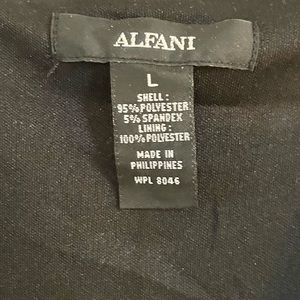 ALFANI
L
SHELL:
95% POLYESTER
5% SPANDEX
LINING:
100% POLYESTER
MADE IN
PHILIPPINES
WPL 8046